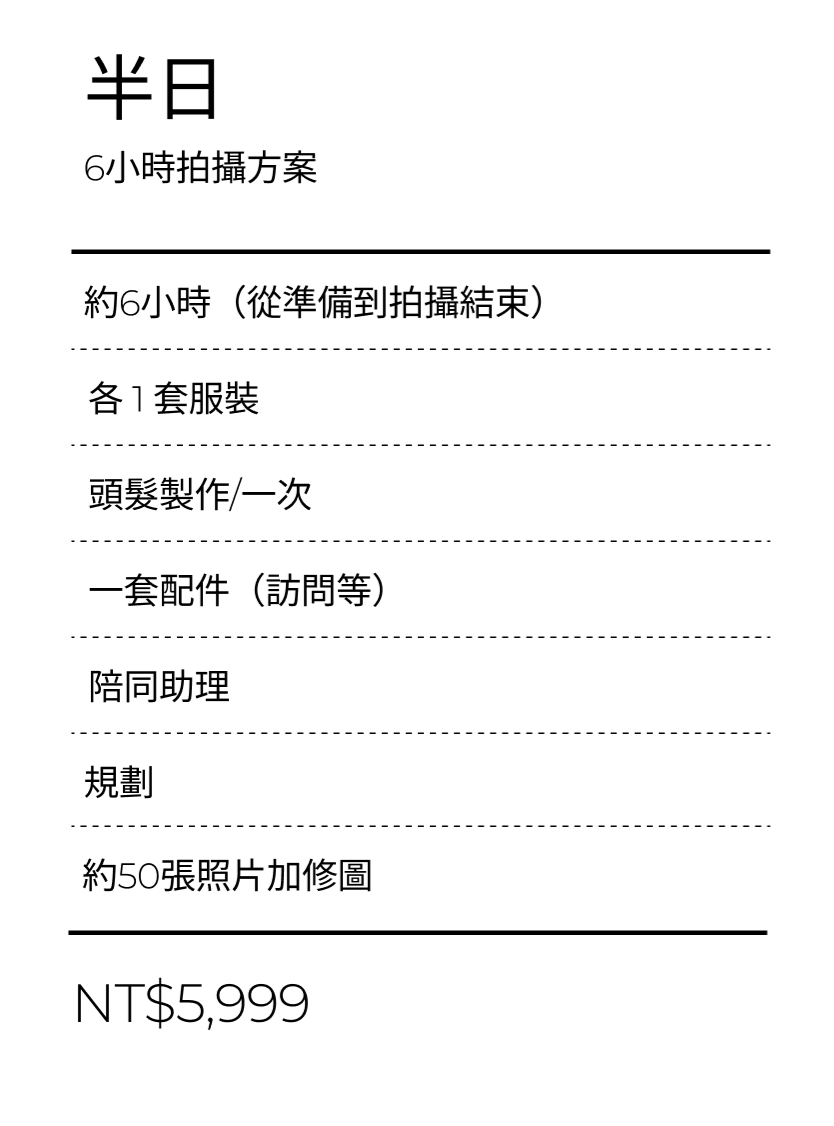 半日
6小時拍攝方案
約6小時（從準備到拍攝結束）
各1套服裝
頭髮製作/一次
一套配件（訪問等）
陪同助理
規劃
約50張照片加修圖
NT$5,999